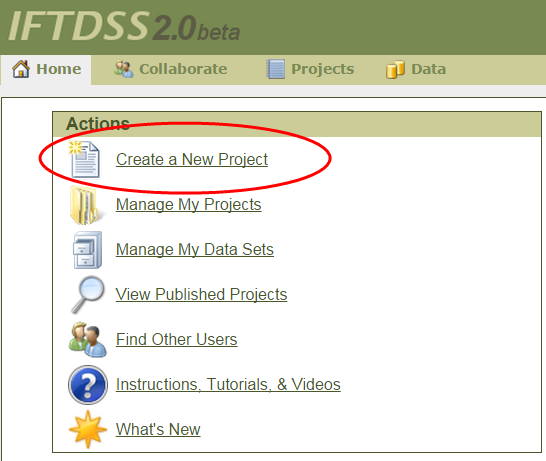 IFTDSS 2.0 beta
Home Collaborate Projects Data
Actions
Create a New Project
Manage My Projects
Manage My Data Sets
View Published Projects
Find Other Users
Instructions, Tutorials, & Videos
What's New